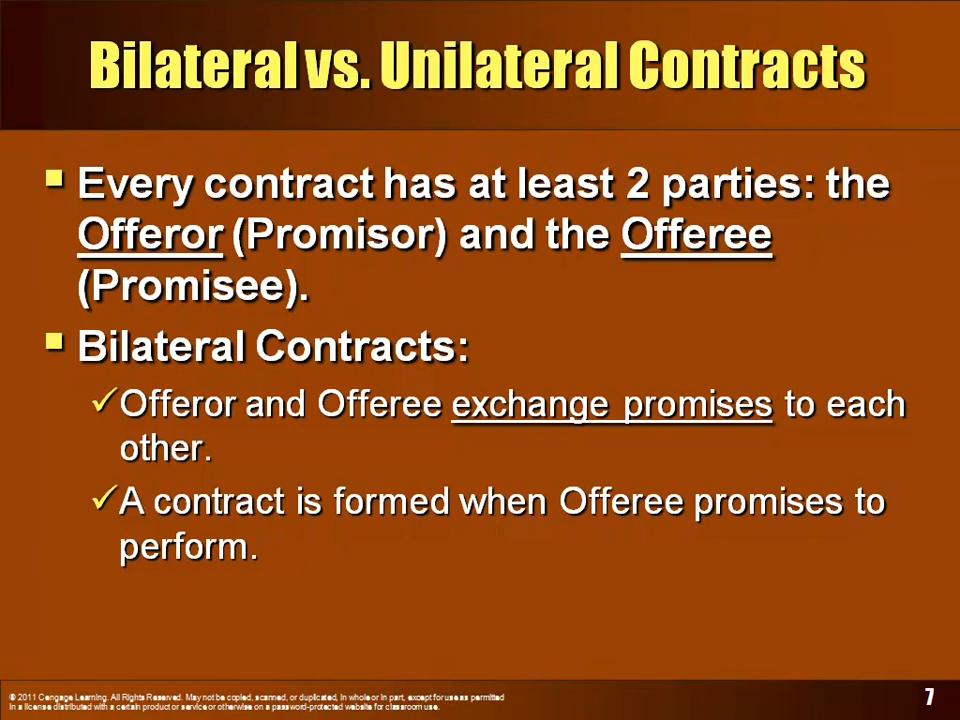 Bilateral vs. Unilateral Contracts
Every contract has at least 2 parties: the
Offeror (Promisor) and the Offeree
(Promisee).
Bilateral Contracts:
Offeror and Offeree exchange promises to each
other.
A contract is formed when Offeree promises to
perform.
© 2011 Cengage Learning. All Rights Reserved. May not be copied, scanned, or duplicated, in whole or in part, except for use as permitted
in a license distributed with a certain product or service or otherwise on a password-protected website for classroom use.
7